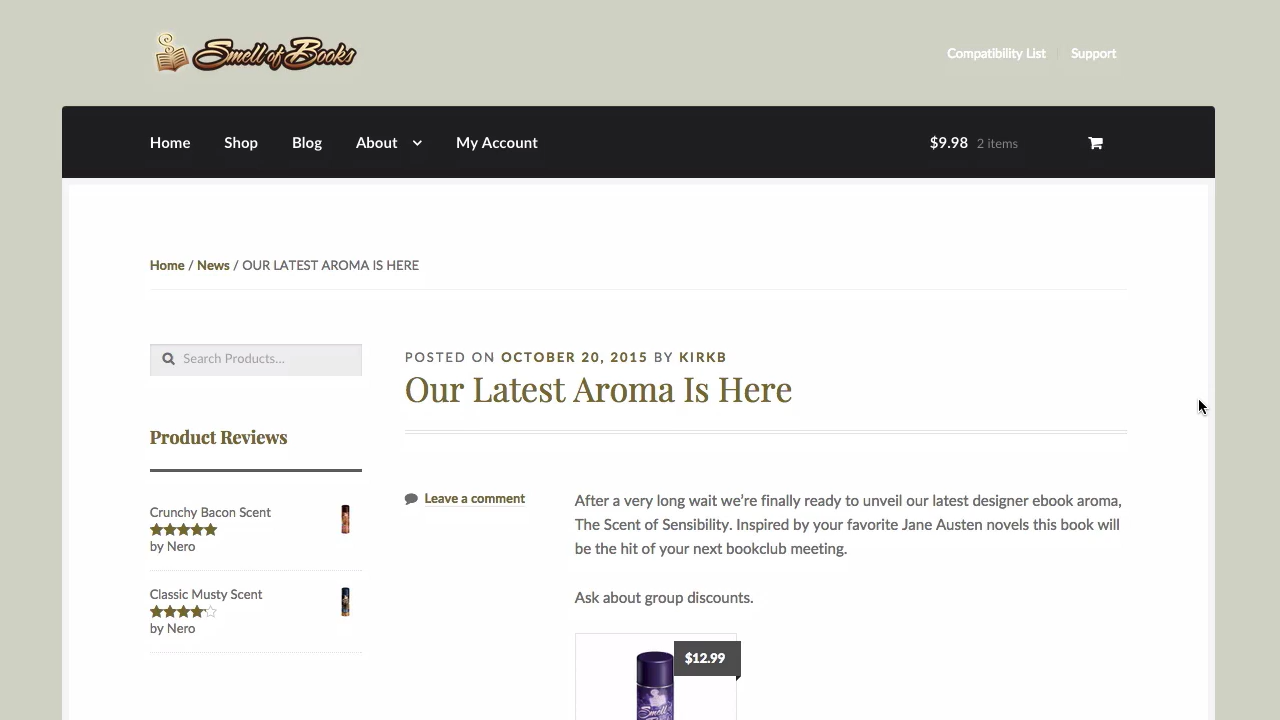 Smell of Books
Compatibility List
Support
Home
Shop
Blog
About
My Account
$9.98 2 items
Home / News / OUR LATEST AROMA IS HERE
Search Products...
Product Reviews
Crunchy Bacon Scent
by Nero
Classic Musty Scent
by Nero
POSTED ON OCTOBER 20, 2015 BY KIRKB
Our Latest Aroma Is Here
Leave a comment
After a very long wait we're finally ready to unveil our latest designer ebook aroma,
The Scent of Sensibility. Inspired by your favorite Jane Austen novels this book will
be the hit of your next bookclub meeting.
Ask about group discounts.
$12.99
Smell of